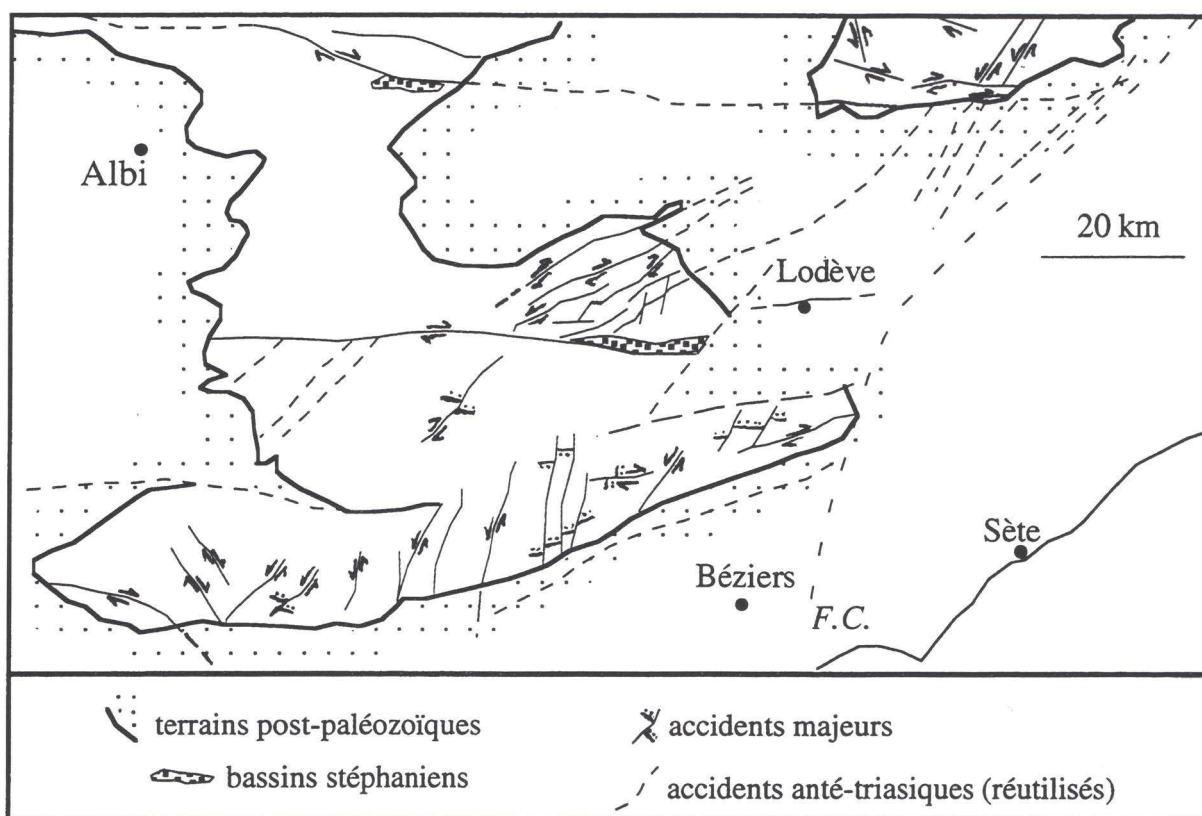 Albi
20 km
Lodève
Sète
Béziers
F.C.
terrains post-paléozoïques
accidents majeurs
bassins stéphaniens
accidents anté-triasiques (réutilisés)